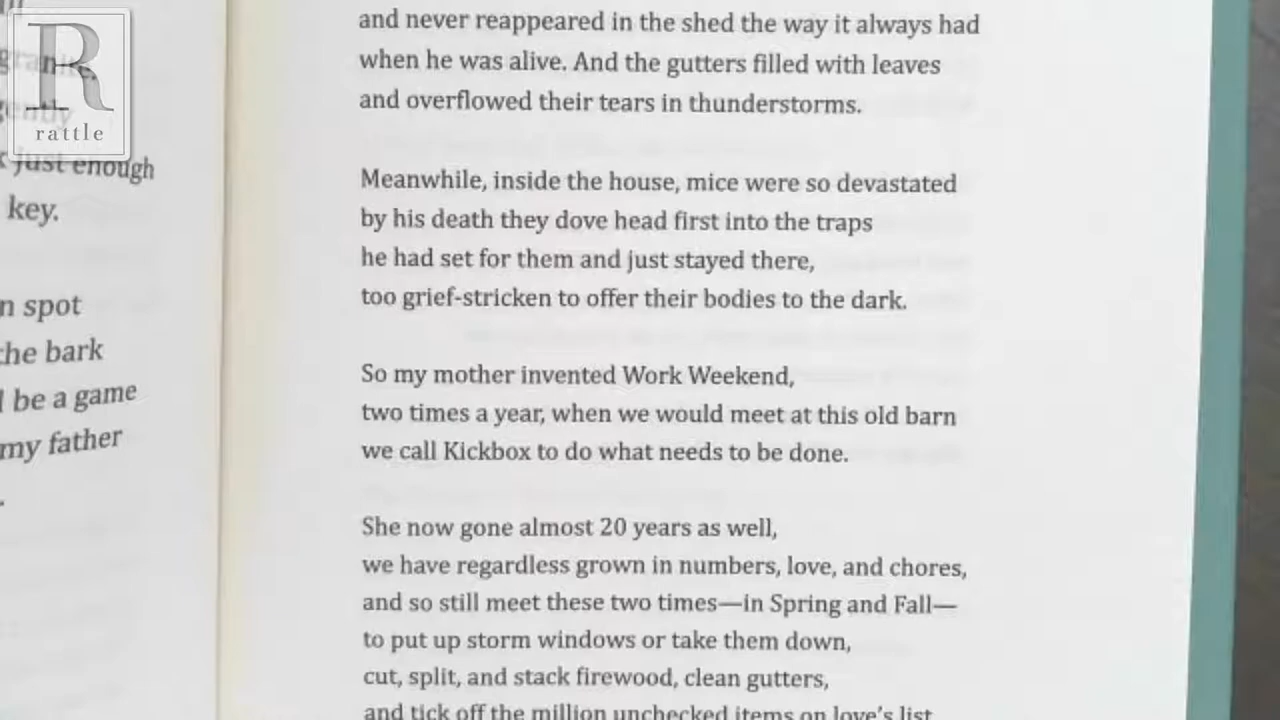 R
rattle
just enough
key.
spot
the bark
be a game
my father
and never reappeared in the shed the way it always had
when he was alive. And the gutters filled with leaves
and overflowed their tears in thunderstorms.
Meanwhile, inside the house, mice were so devastated
by his death they dove head first into the traps
he had set for them and just stayed there,
too grief-stricken to offer their bodies to the dark.
So my mother invented Work Weekend,
two times a year, when we would meet at this old barn
we call Kickbox to do what needs to be done.
She now gone almost 20 years as well,
we have regardless grown in numbers, love, and chores,
and so still meet these two times—in Spring and Fall—
to put up storm windows or take them down,
cut, split, and stack firewood, clean gutters,
and tick off the million unchecked items on love's list